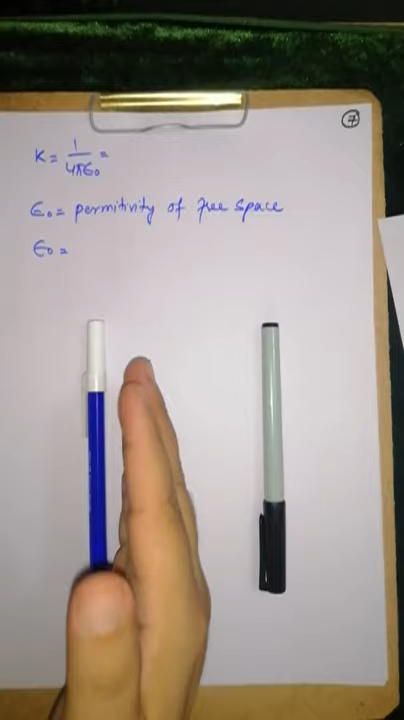 7
K = 1/4πϵ0 =
ϵ0 = permitivity of free space
ϵ0 =